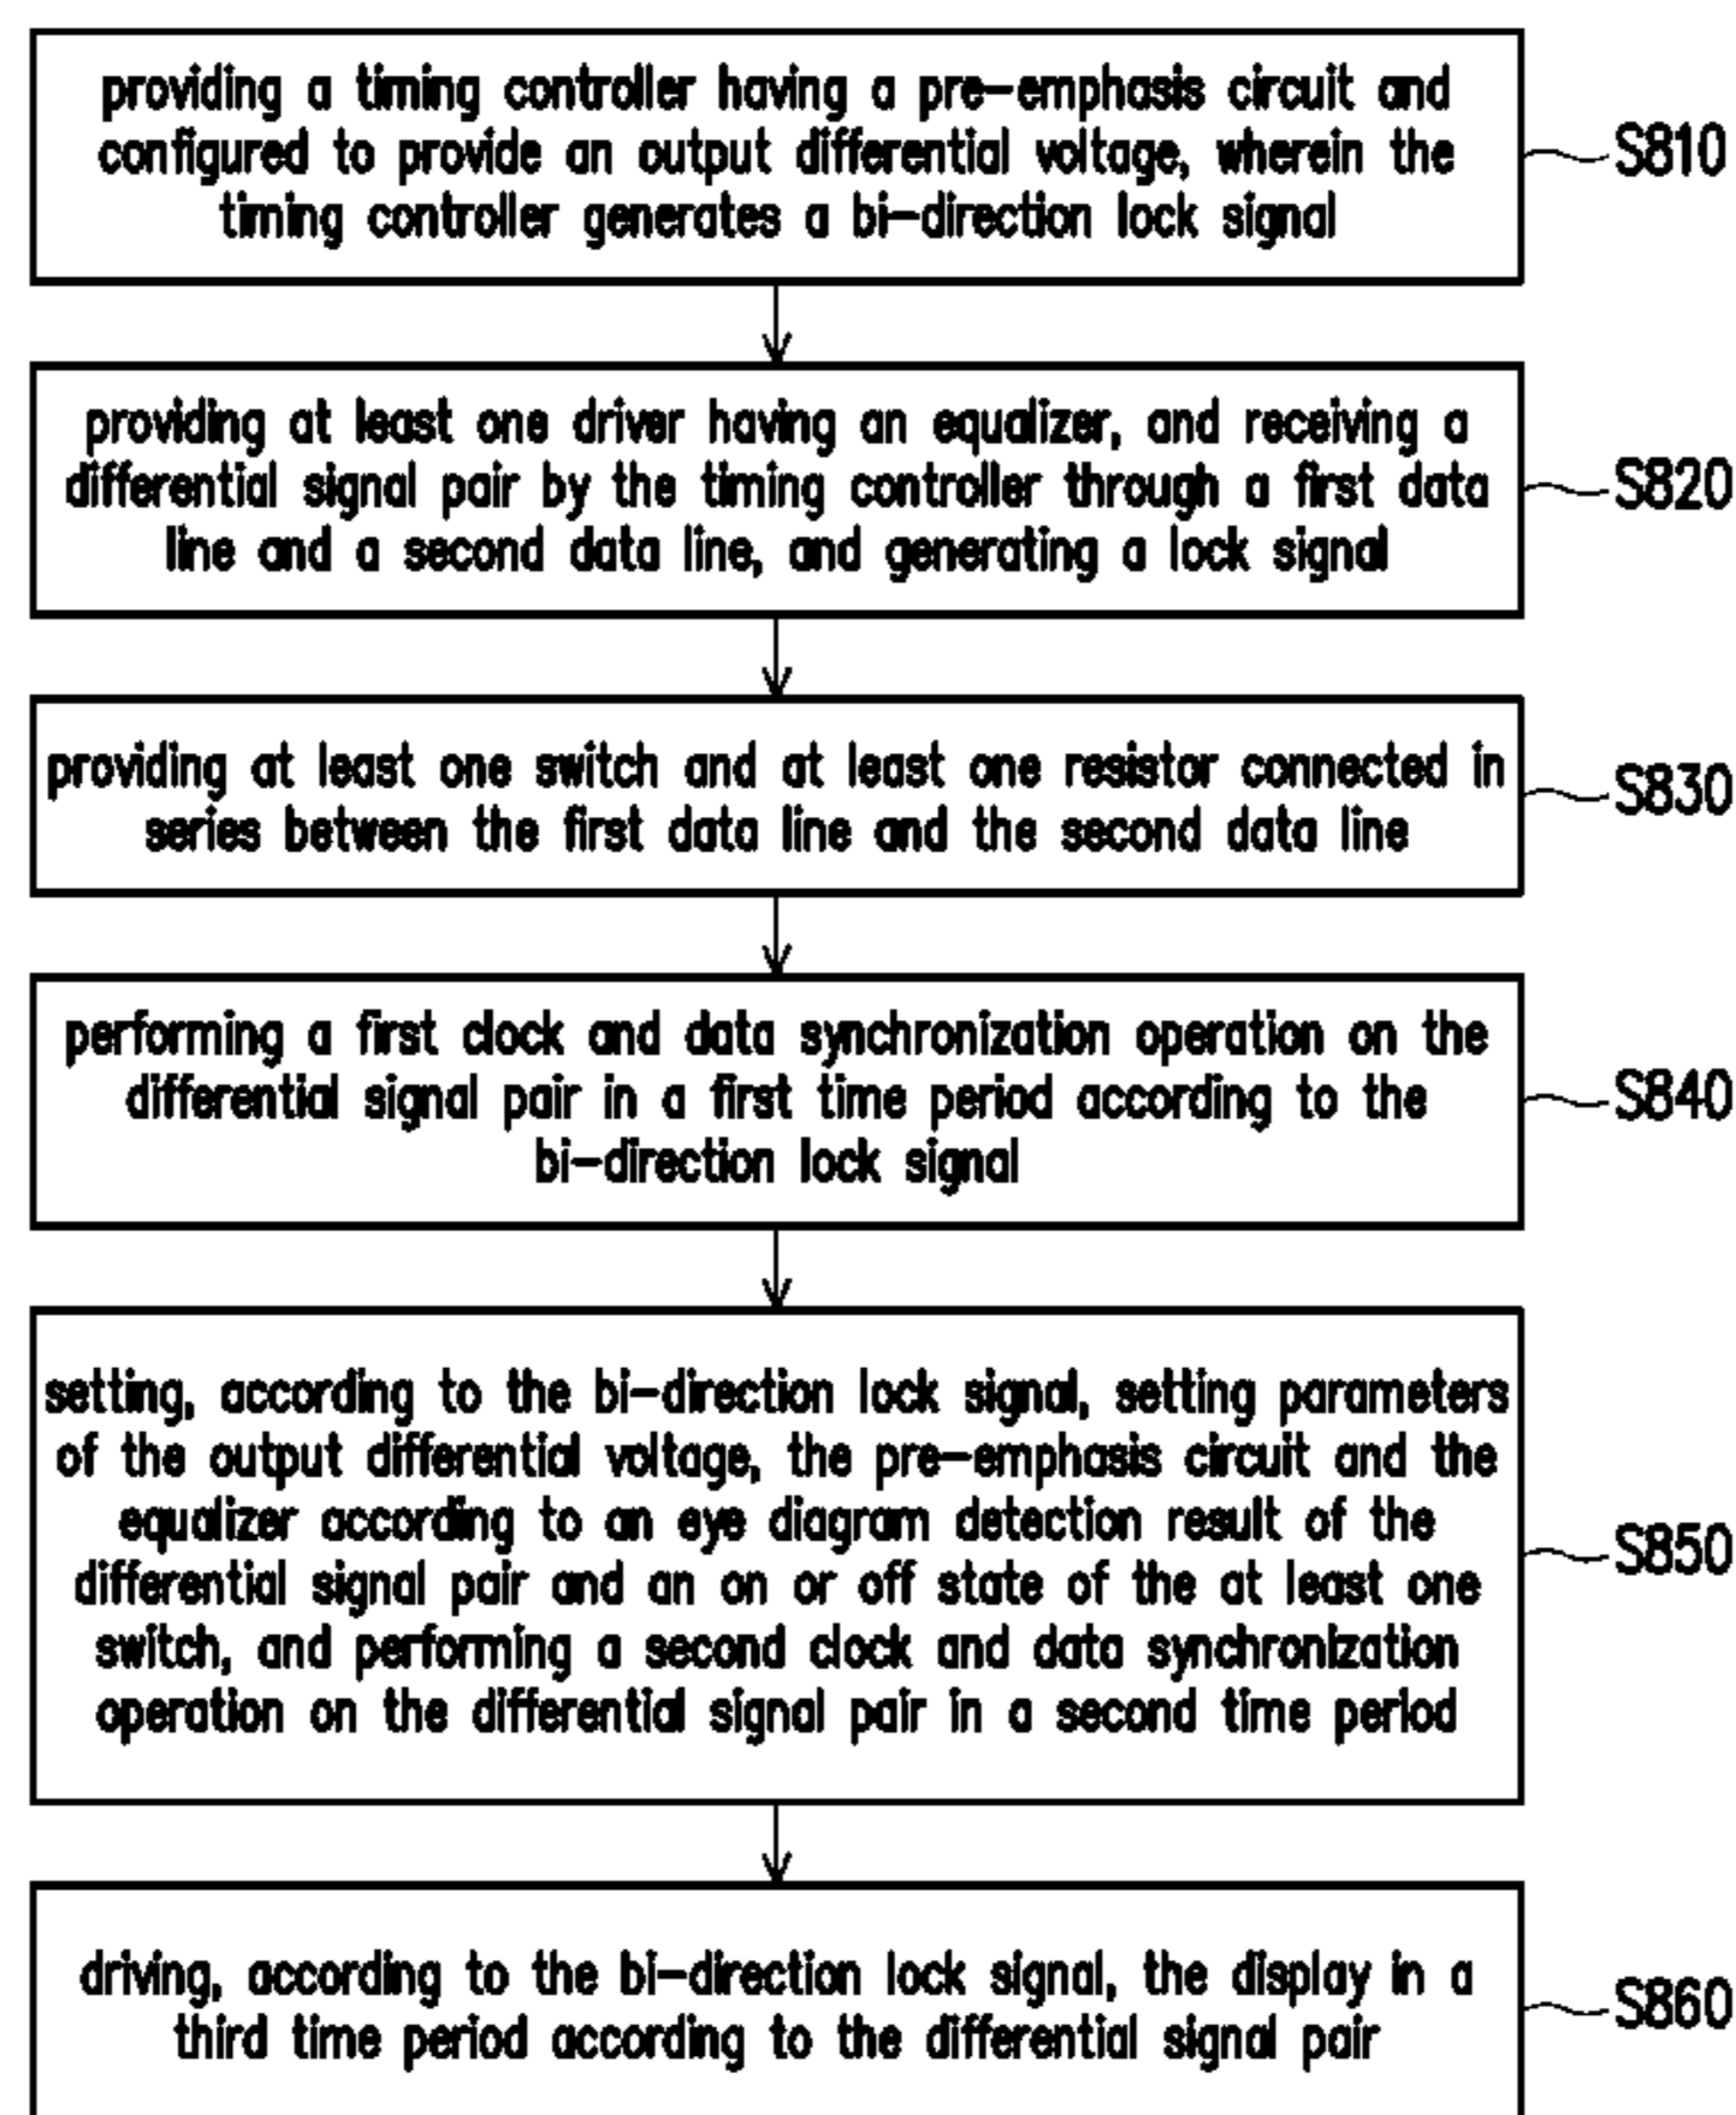 providing a timing controller having a pre-emphasis circuit and
configured to provide an output differential voltage, wherein the
timing controller generates a bi-direction lock signal
S810
providing at least one driver having an equalizer, and receiving a
differential signal pair by the timing controller through a first data
line and a second data line, and generating a lock signal
S820
providing at least one switch and at least one resistor connected in
series between the first data line and the second data line
S830
performing a first clock and data synchronization operation on the
differential signal pair in a first time period according to the
bi-direction lock signal
S840
setting, according to the bi-direction lock signal, setting parameters
of the output differential voltage, the pre-emphasis circuit and the
equalizer according to an eye diagram detection result of the
differential signal pair and an on or off state of the at least one
switch, and performing a second clock and data synchronization
operation on the differential signal pair in a second time period
S850
driving, according to the bi-direction lock signal, the display in a
third time period according to the differential signal pair
S860